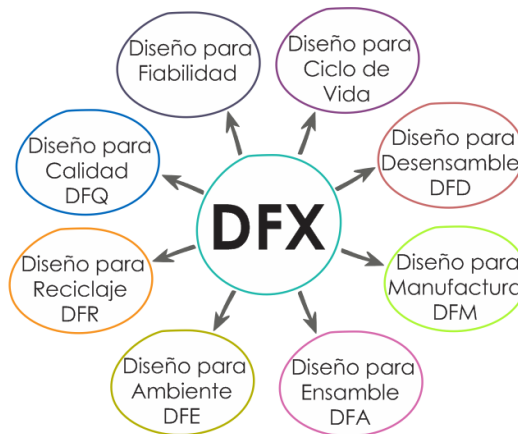 Diseño para
Fiabilidad
Diseño para
Ciclo de
Vida
Diseño para
Calidad
DFQ
Diseño para
Desensamble
DFD
DFX
Diseño para
Reciclaje
DFR
Diseño para
Manufactura
DFM
Diseño para
Ambiente
DFE
Diseño para
Ensamble
DFA